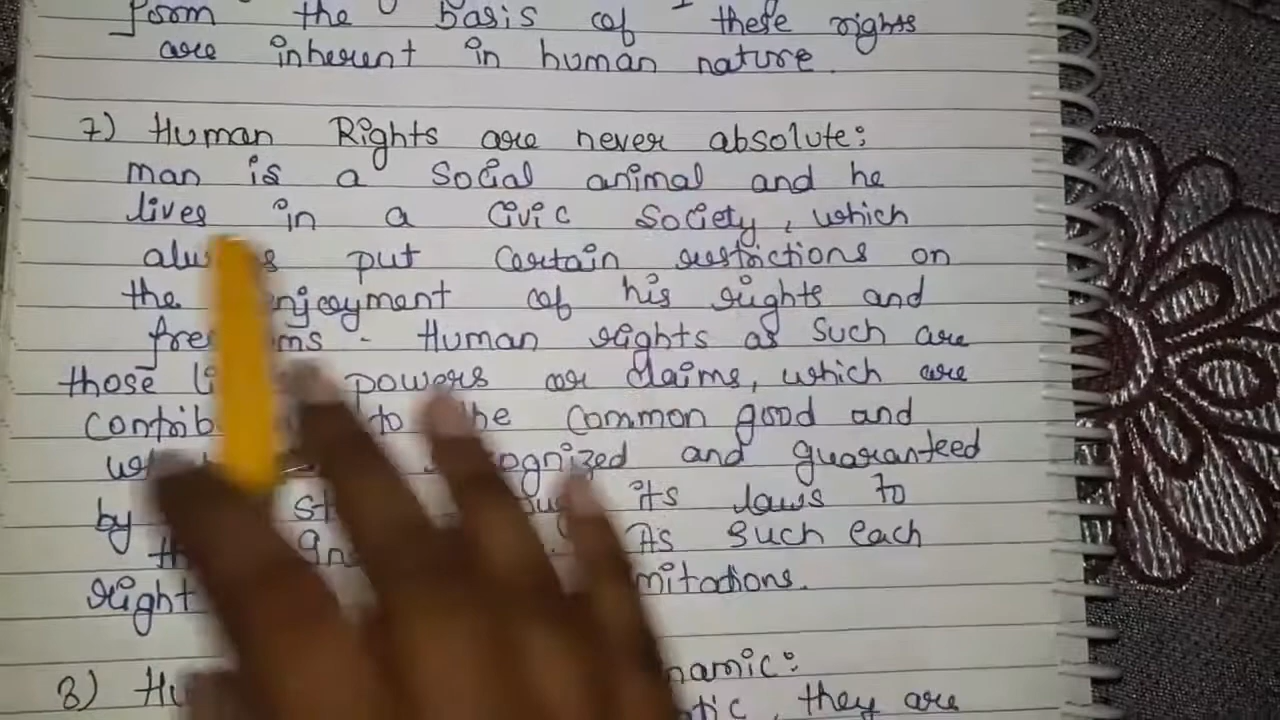 form the basis of these rights
are inherent in human nature.
7) Human Rights are never absolute:
man is a social animal and he
lives in a civic society, which
put certain restrictions on
the enjoyment of his rights and
Human rights as such are
those powers or claims, which are
to the common good and
recognized and guaranteed
by its laws to
As such each
right limitations.
8)
they are